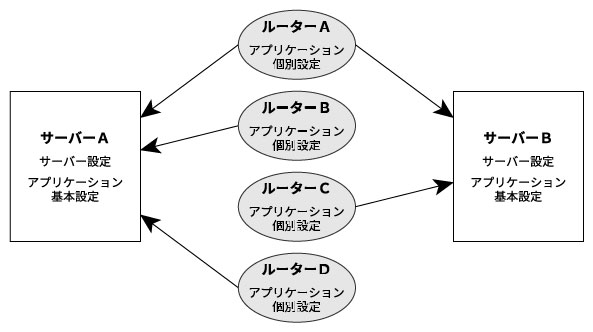 ルーターA
アプリケーション
個別設定
サーバーA
サーバー設定
アプリケーション
基本設定
ルーターB
アプリケーション
個別設定
ルーターC
アプリケーション
個別設定
ルーターD
アプリケーション
個別設定
サーバーB
サーバー設定
アプリケーション
基本設定